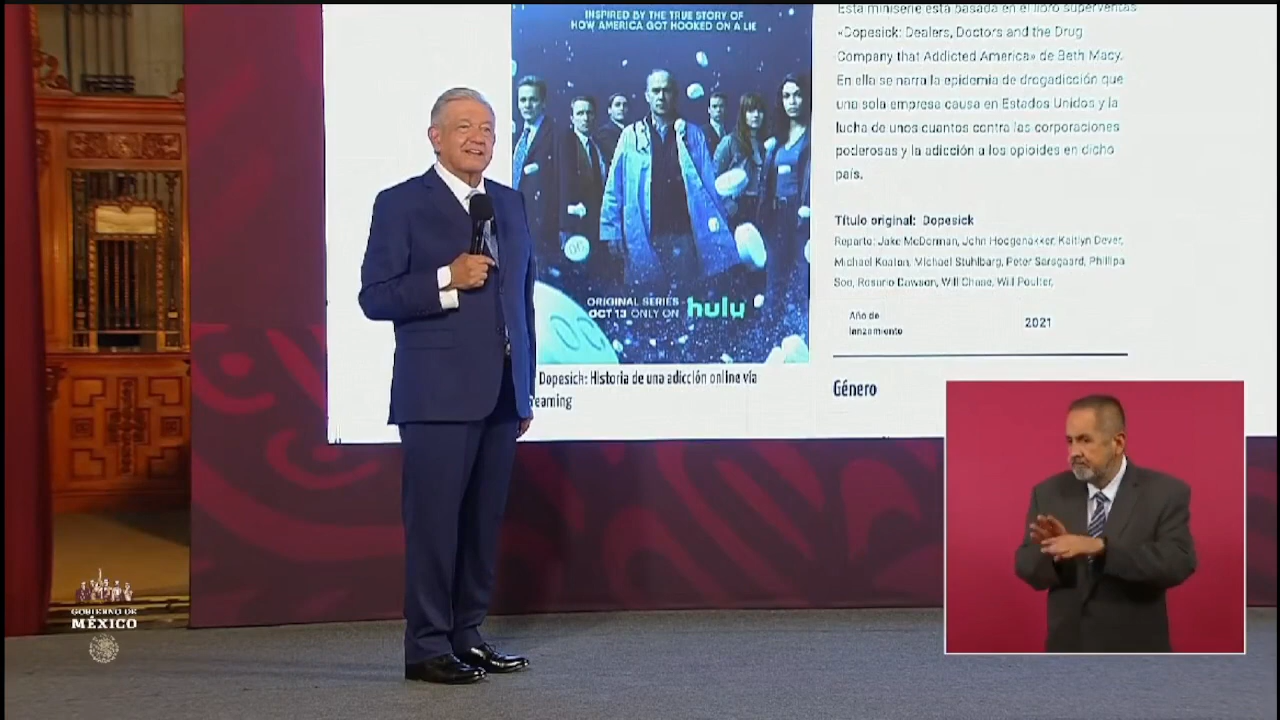 INSPIRED BY THE TRUE STORY OF
HOW AMERICA GOT HOOKED ON A LIE
ORIGINAL SERIES
OCT 13 ONLY ON hulu
Dopesich: Historia de una adicción online vía
eaming
Esta miniserie está basada en el libro superventas
«Dopesick: Dealers, Doctors and the Drug
Company that Addicted America» de Beth Macy.
En ella se narra la epidemia de drogadicción que
una sola empresa causa en Estados Unidos y la
lucha de unos cuantos contra las corporaciones
poderosas y la adicción a los opioides en dicho
país.
Título original: Dopesick
Reparto: Jake McDorman, John Hoogenakker, Kaitlyn Dever,
Michael Keaton, Michael Stuhlbarg, Peter Sarsgaard, Phillipa
Soo, Rosario Dawson, Will Chase, Will Poulter,
Año de
lanzamiento
2021
Género
GOBIERNO DE
MÉXICO